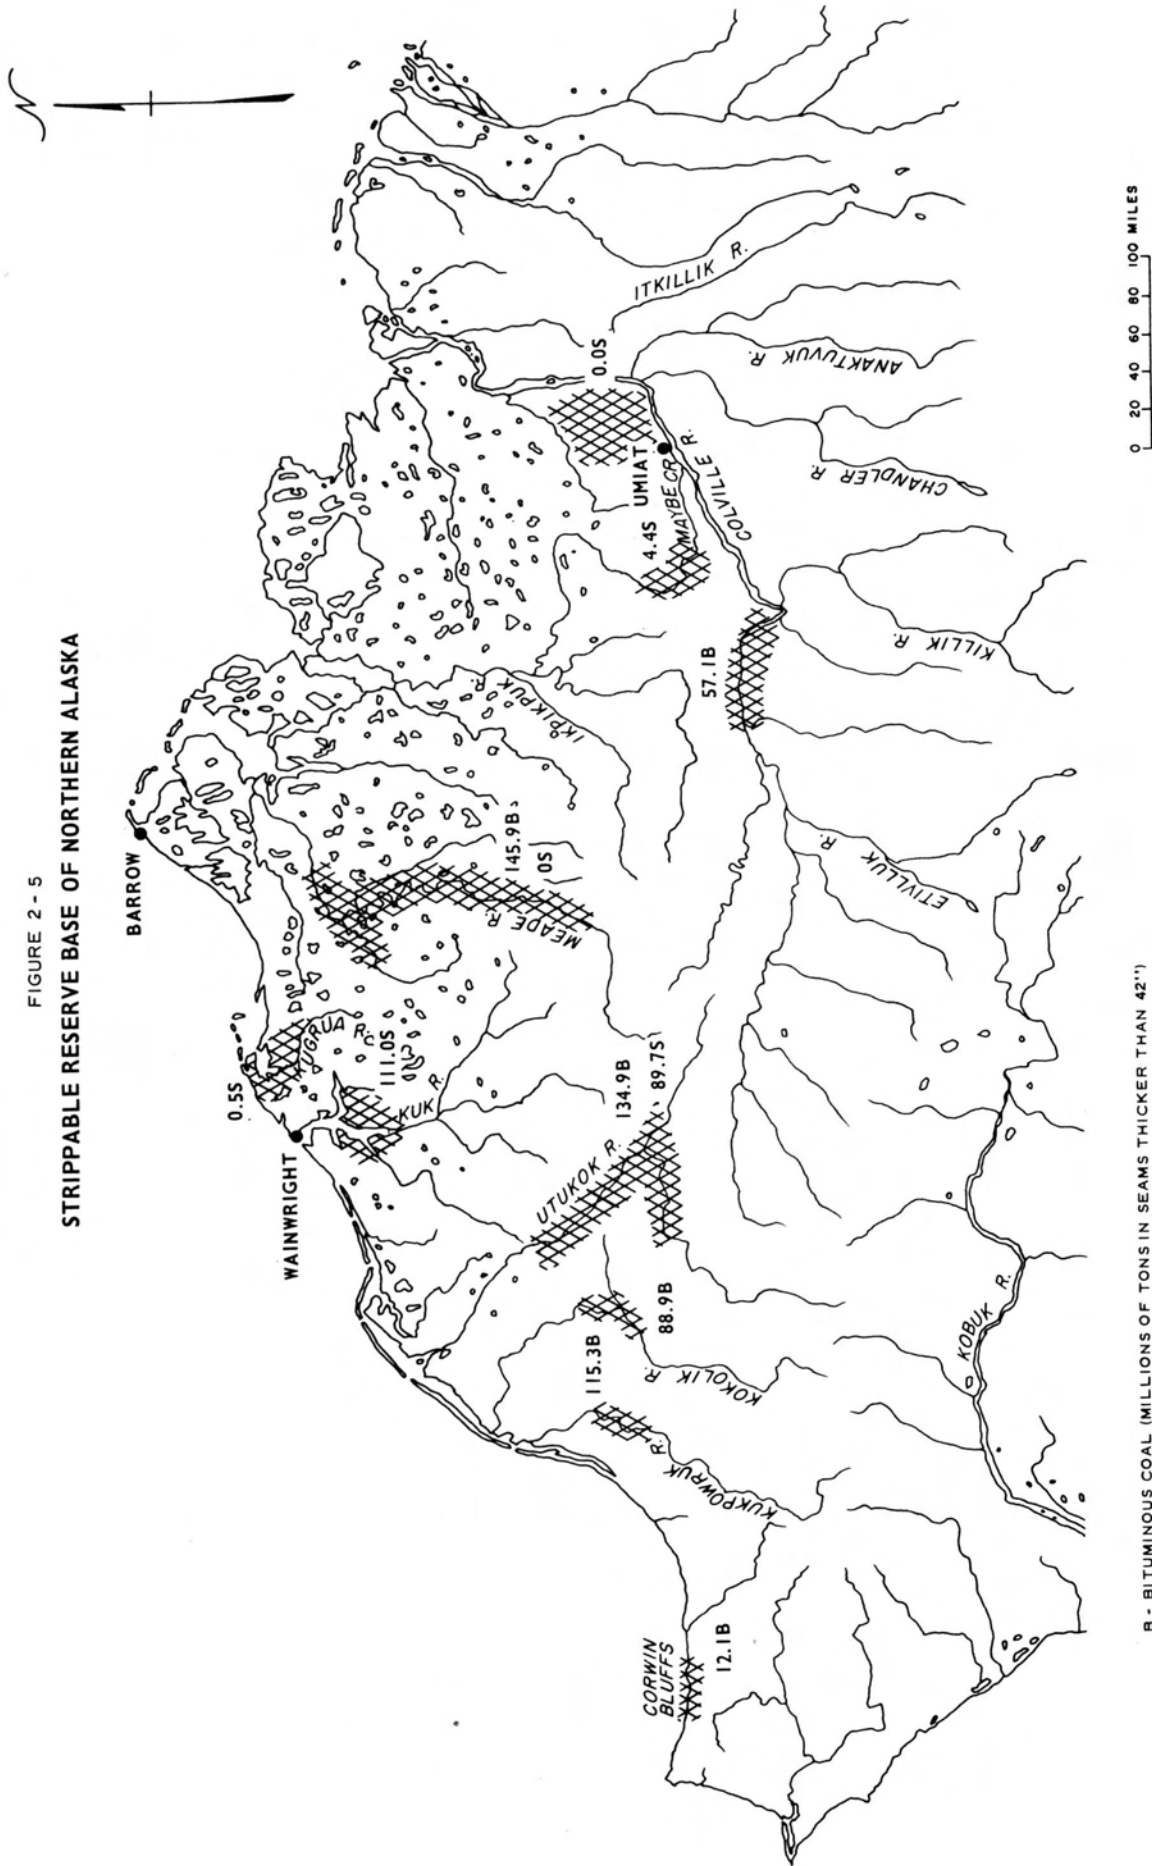 FIGURE 2-5
STRIPPABLE RESERVE BASE OF NORTHERN ALASKA
N
BARROW
WAINWRIGHT
0.5S
KUGRUA R.
111.0S
KUK R.
145.9B,
0S
MEADE R.
IKPIKPUK R.
UTUKOK R.
134.9B, 89.7S
88.9B
115.3B
KOKOLIK R.
KUKPOWRUK R.
CORWIN
BLUFFS
12.1B
57.1B
4.4S
UMIAT
MAYBE CR.
COLVILLE R.
0.0S
ITKILLIK R.
ANAKTUVUK R.
CHANDLER R.
KILLIK R.
ETIVLUK R.
KOBUK R.
0 20 40 60 80 100 MILES
B - BITUMINOUS COAL (MILLIONS OF TONS IN SEAMS THICKER THAN 42")